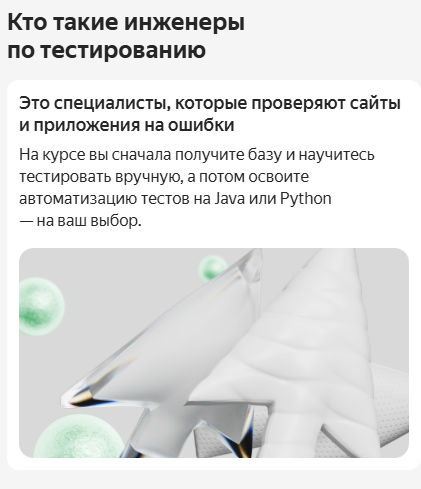 Кто такие инженеры
по тестированию
Это специалисты, которые проверяют сайты
и приложения на ошибки
На курсе вы сначала получите базу и научитесь
тестировать вручную, а потом освоите
автоматизацию тестов на Java или Python
— на ваш выбор.